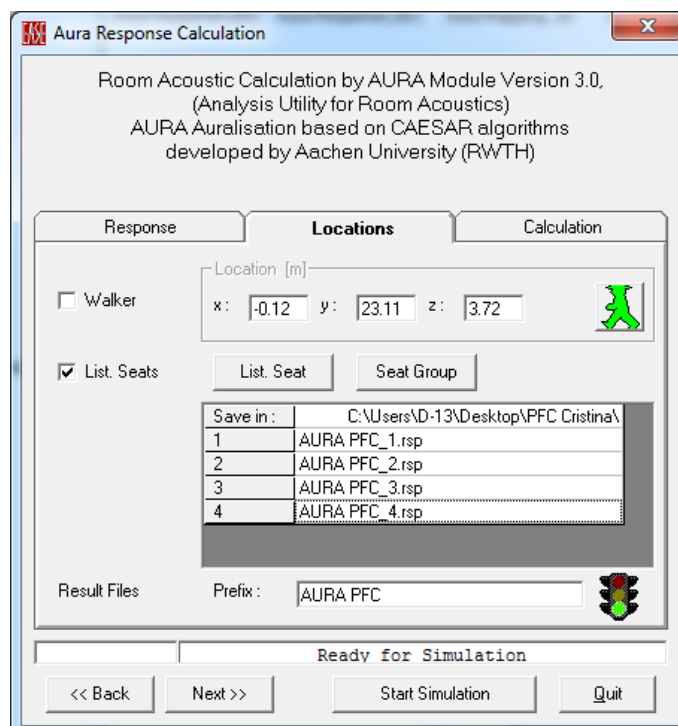 EASE Aura Response Calculation X
Room Acoustic Calculation by AURA Module Version 3.0,
(Analysis Utility for Room Acoustics)
AURA Auralisation based on CAESAR algorithms
developed by Aachen University (RWTH)
Response Locations Calculation
Location [m]
Walker x: -0.12 y: 23.11 z: 3.72
List. Seats List. Seat Seat Group
Save in : C:\Users\D-13\Desktop\PFC Cristina\
1 AURA PFC_1.rsp
2 AURA PFC_2.rsp
3 AURA PFC_3.rsp
4 AURA PFC_4.rsp
Result Files Prefix : AURA PFC
Ready for Simulation
<< Back Next >> Start Simulation Quit